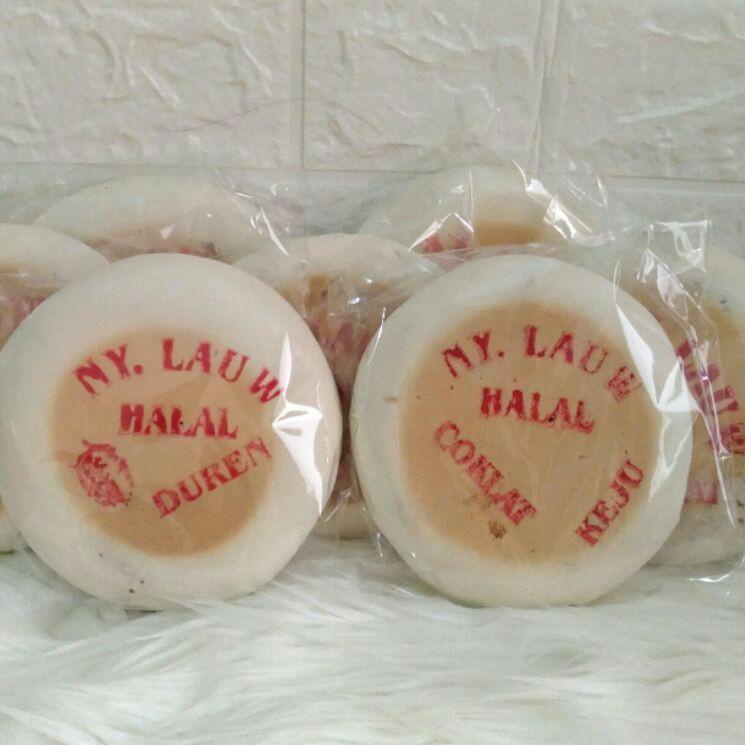 NY. LAUW
HALAL
DUREN
NY. LAUW
HALAL
COKLAT
KEJU